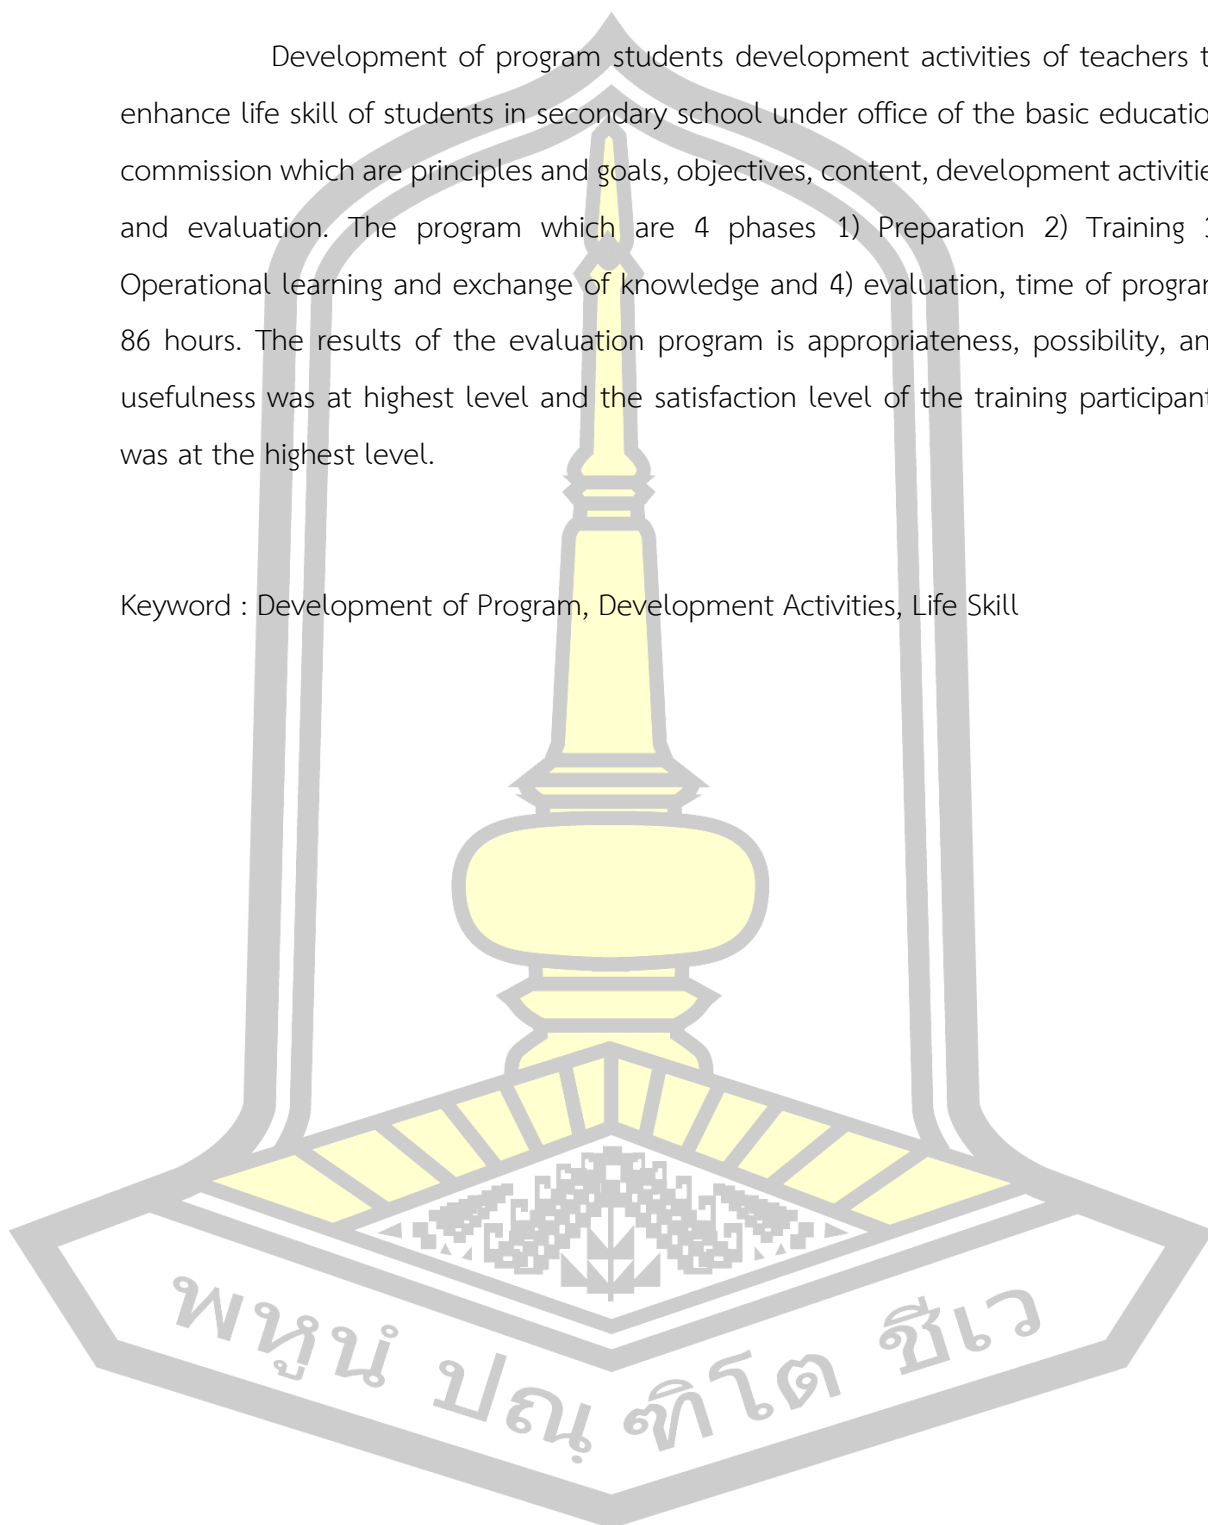 Development of program students development activities of teachers t
enhance life skill of students in secondary school under office of the basic educatio
commission which are principles and goals, objectives, content, development activitie
and evaluation. The program which are 4 phases 1) Preparation 2) Training 3
Operational learning and exchange of knowledge and 4) evaluation, time of program
86 hours. The results of the evaluation program is appropriateness, possibility, an
usefulness was at highest level and the satisfaction level of the training participant
was at the highest level.
Keyword : Development of Program, Development Activities, Life Skill
พหูนํ ปณฺฑิโต ชีเว